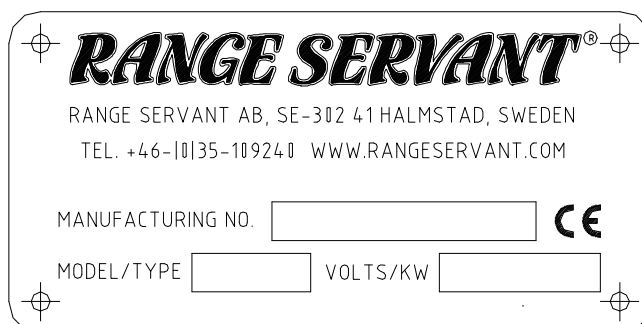 RANGE SERVANT®
RANGE SERVANT AB, SE-302 41 HALMSTAD, SWEDEN
TEL. +46-|0|35-109240 WWW.RANGESERVANT.COM
MANUFACTURING NO. CE
MODEL/TYPE VOLTS/KW